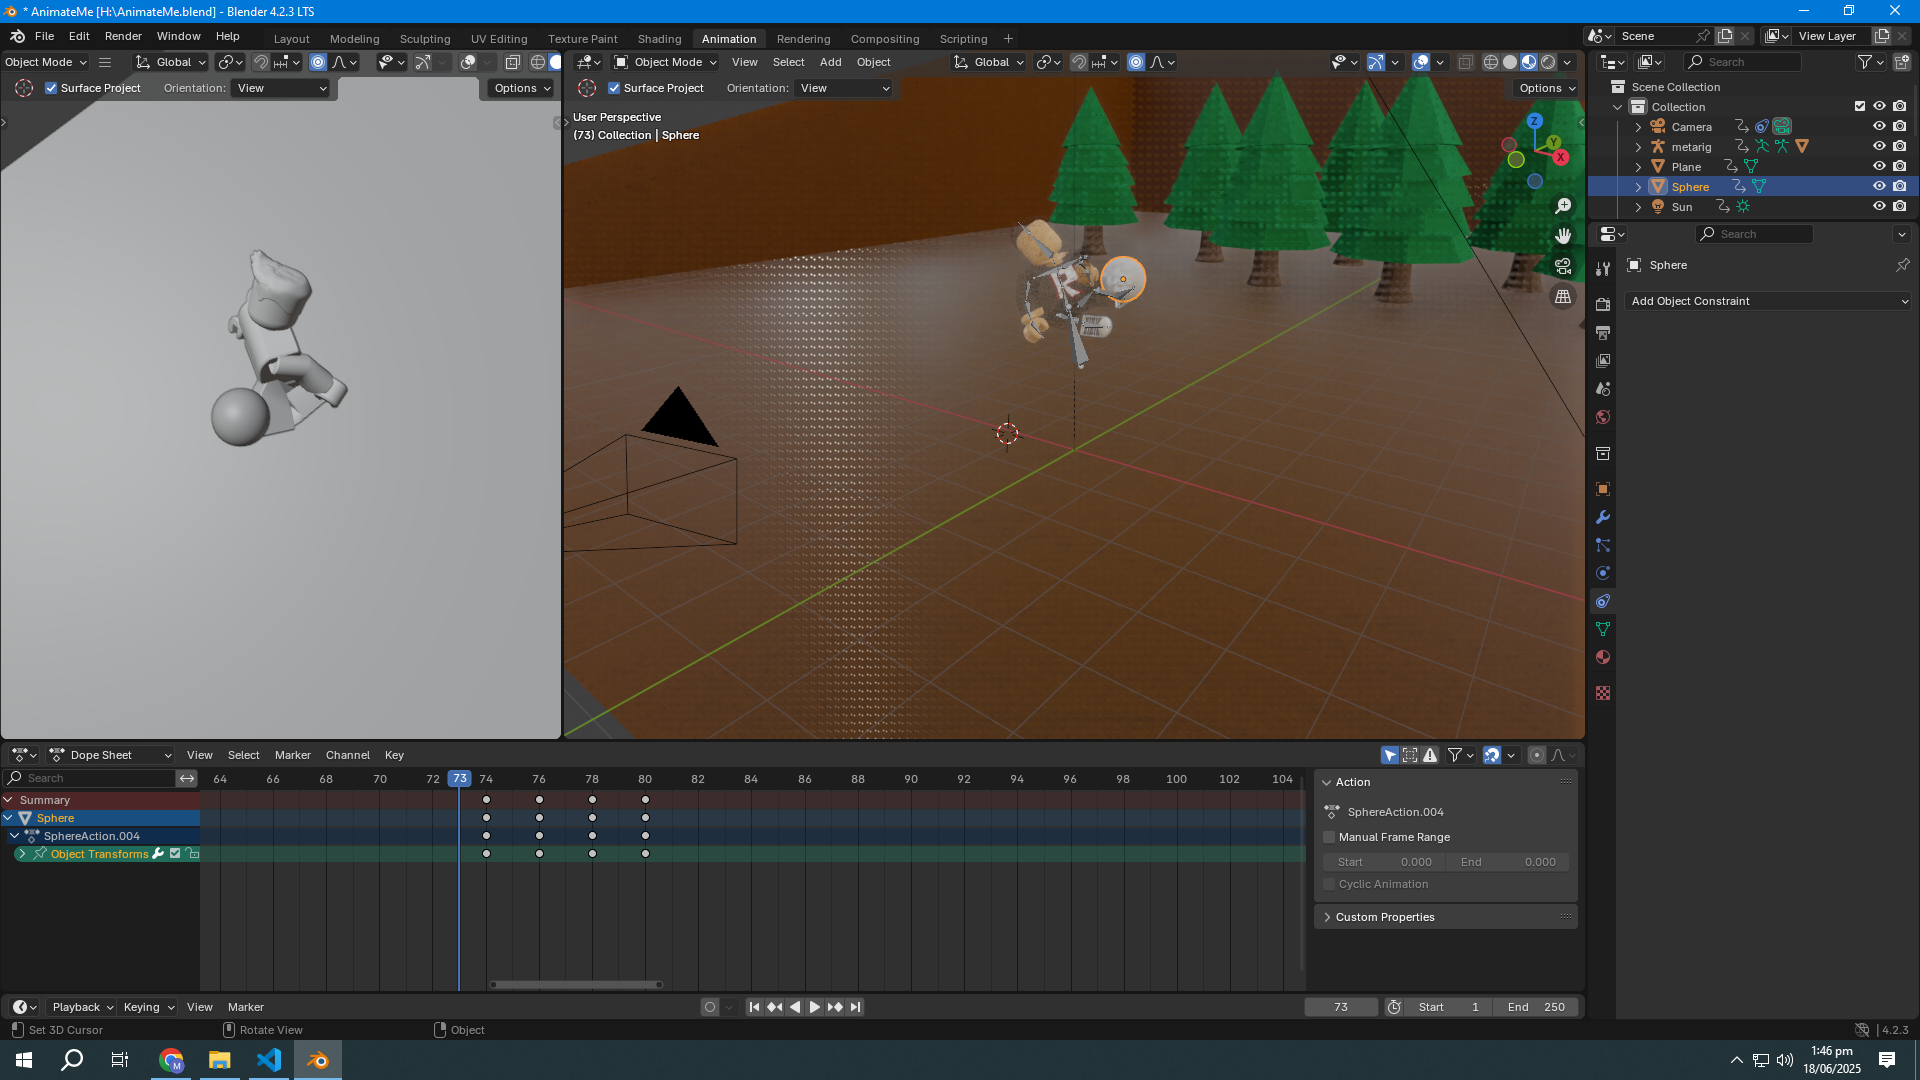 * AnimateMe [H:\AnimateMe.blend] - Blender 4.2.3 LTS
File Edit Render Window Help Layout Modeling Sculpting UV Editing Texture Paint Shading Animation Rendering Compositing Scripting + Scene View Layer
Object Mode Global Object Mode View Select Add Object Global Search
Surface Project Orientation: View Options Surface Project Orientation: View Options
Scene Collection
Collection
Camera
metarig
Plane
Sphere
Sun
User Perspective
(73) Collection | Sphere
Z
Y
X
R
Search
Sphere
Add Object Constraint
Dope Sheet View Select Marker Channel Key
Search 64 66 68 70 72 73 74 76 78 80 82 84 86 88 90 92 94 96 98 100 102 104
Summary
Sphere
SphereAction.004
Object Transforms
Action
SphereAction.004
Manual Frame Range
Start 0.000 End 0.000
Cyclic Animation
Custom Properties
Playback Keying View Marker 73 Start 1 End 250
Set 3D Cursor Rotate View Object 4.2.3
M
1:46 pm
18/06/2025